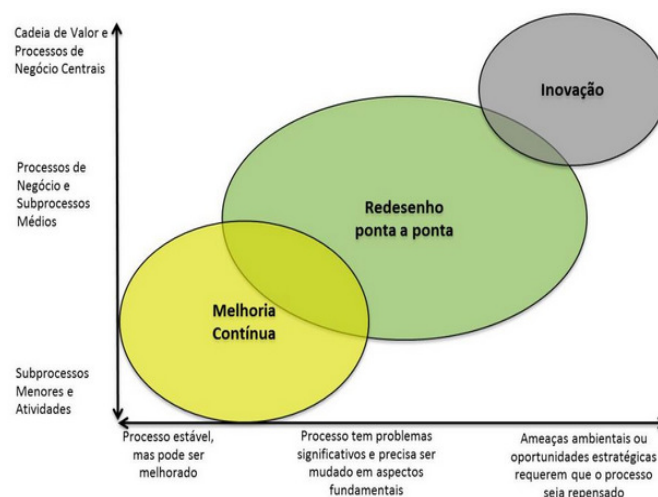 Cadeia de Valor e
Processos de
Negócio Centrais
Inovação
Processos de
Negócio e
Subprocessos
Médios
Redesenho
ponta a ponta
Melhoria
Contínua
Subprocessos
Menores e
Atividades
Processo estável,
mas pode ser
melhorado
Processo tem problemas
significativos e precisa ser
mudado em aspectos
fundamentais
Ameaças ambientais ou
oportunidades estratégicas
requerem que o processo
seja repensado